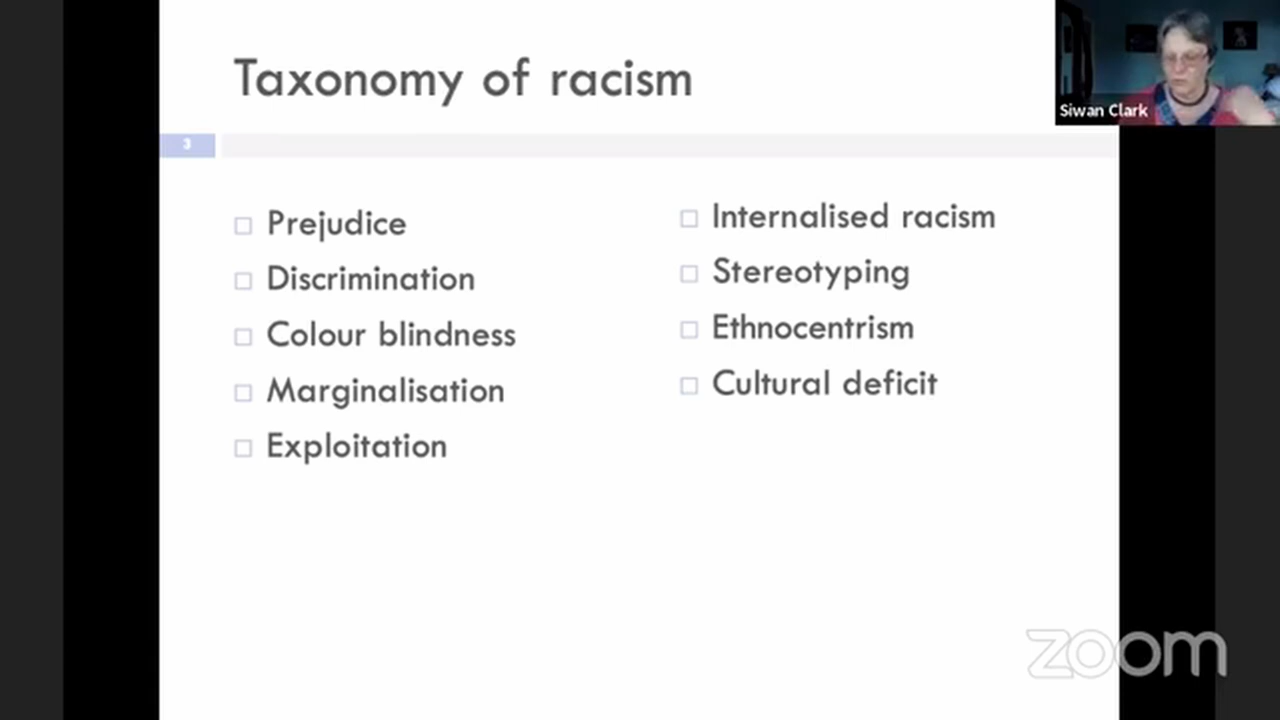 Taxonomy of racism
Siwan Clark
3
Prejudice
Discrimination
Colour blindness
Marginalisation
Exploitation
Internalised racism
Stereotyping
Ethnocentrism
Cultural deficit
zoom